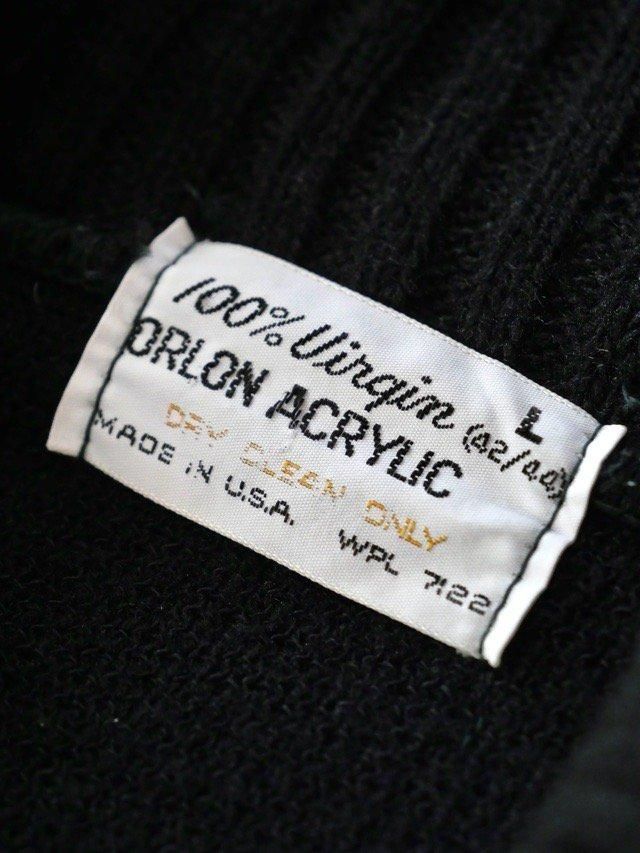 100% Virgin
ORLON ACRYLIC
L
(42/44)
DRY CLEAN ONLY
MADE IN U.S.A. WPL 7122